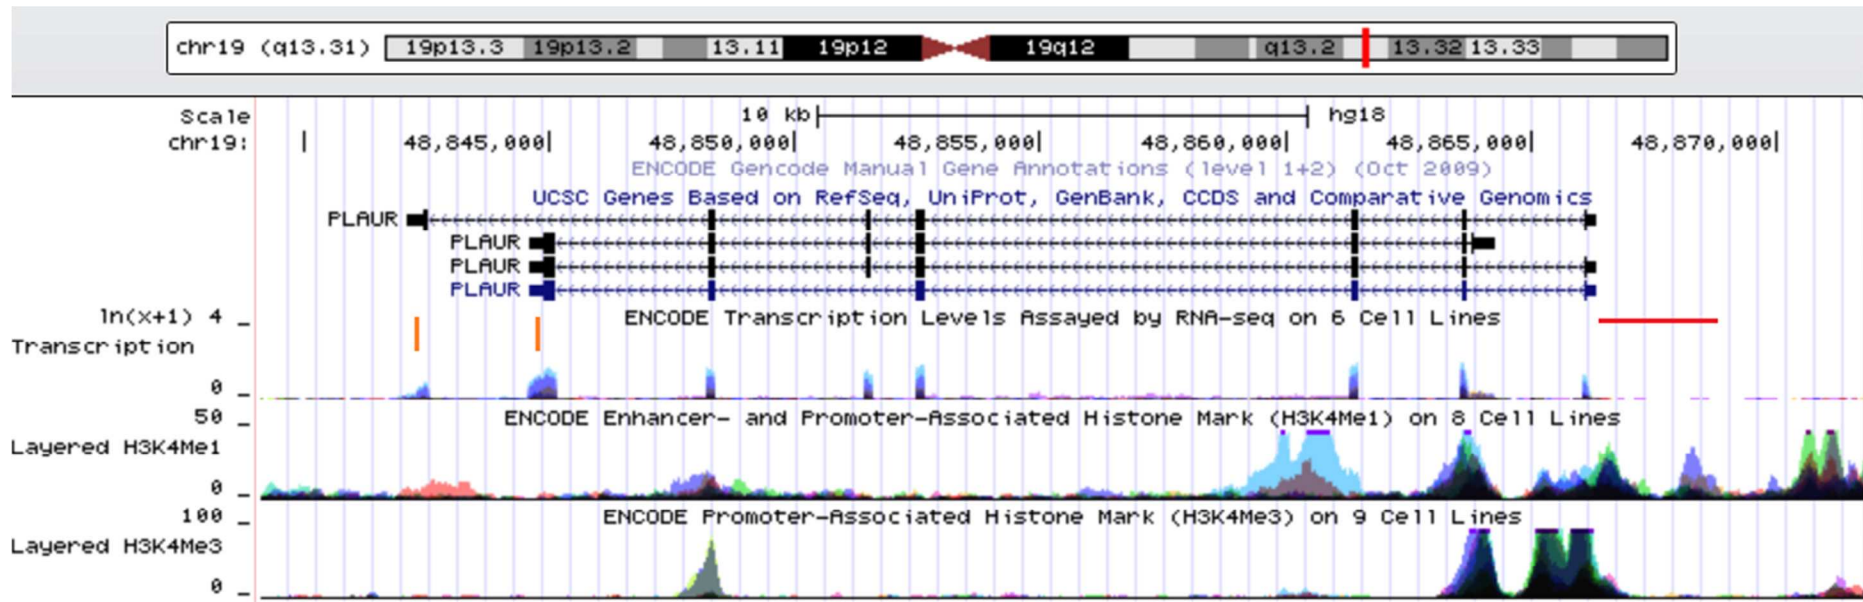 chr19 (q13.31) 19p13.3 19p13.2 13.11 19p12 19q12 q13.2 13.32 13.33
Scale 10 kb hg18
chr19: 48,845,000 48,850,000 48,855,000 48,860,000 48,865,000 48,870,000
ENCODE Gencode Manual Gene Annotations (level 1+2) (Oct 2009)
UCSC Genes Based on RefSeq, UniProt, GenBank, CCDS and Comparative Genomics
PLAUR
PLAUR
PLAUR
PLAUR
ln(x+1) 4 ENCODE Transcription Levels Assayed by RNA-seq on 6 Cell Lines
Transcription
0
50 ENCODE Enhancer- and Promoter-Associated Histone Mark (H3K4Me1) on 8 Cell Lines
Layered H3K4Me1
0
100 ENCODE Promoter-Associated Histone Mark (H3K4Me3) on 9 Cell Lines
Layered H3K4Me3
0